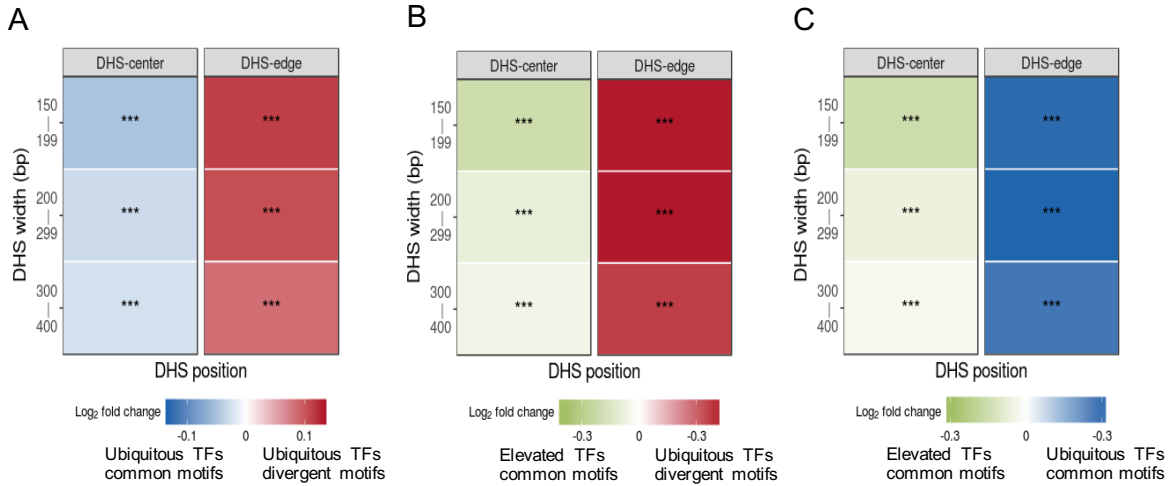 A
DHS-center
DHS-edge
DHS width (bp)
150
|
199
***
***
200
|
299
***
***
300
|
400
***
***
DHS position
Log2 fold change
-0.1
0
0.1
Ubiquitous TFs
common motifs
Ubiquitous TFs
divergent motifs
B
DHS-center
DHS-edge
DHS width (bp)
150
|
199
***
***
200
|
299
***
***
300
|
400
***
***
DHS position
Log2 fold change
-0.3
0
-0.3
Elevated TFs
common motifs
Ubiquitous TFs
divergent motifs
C
DHS-center
DHS-edge
DHS width (bp)
150
|
199
***
***
200
|
299
***
***
300
|
400
***
***
DHS position
Log2 fold change
-0.3
0
-0.3
Elevated TFs
common motifs
Ubiquitous TFs
common motifs